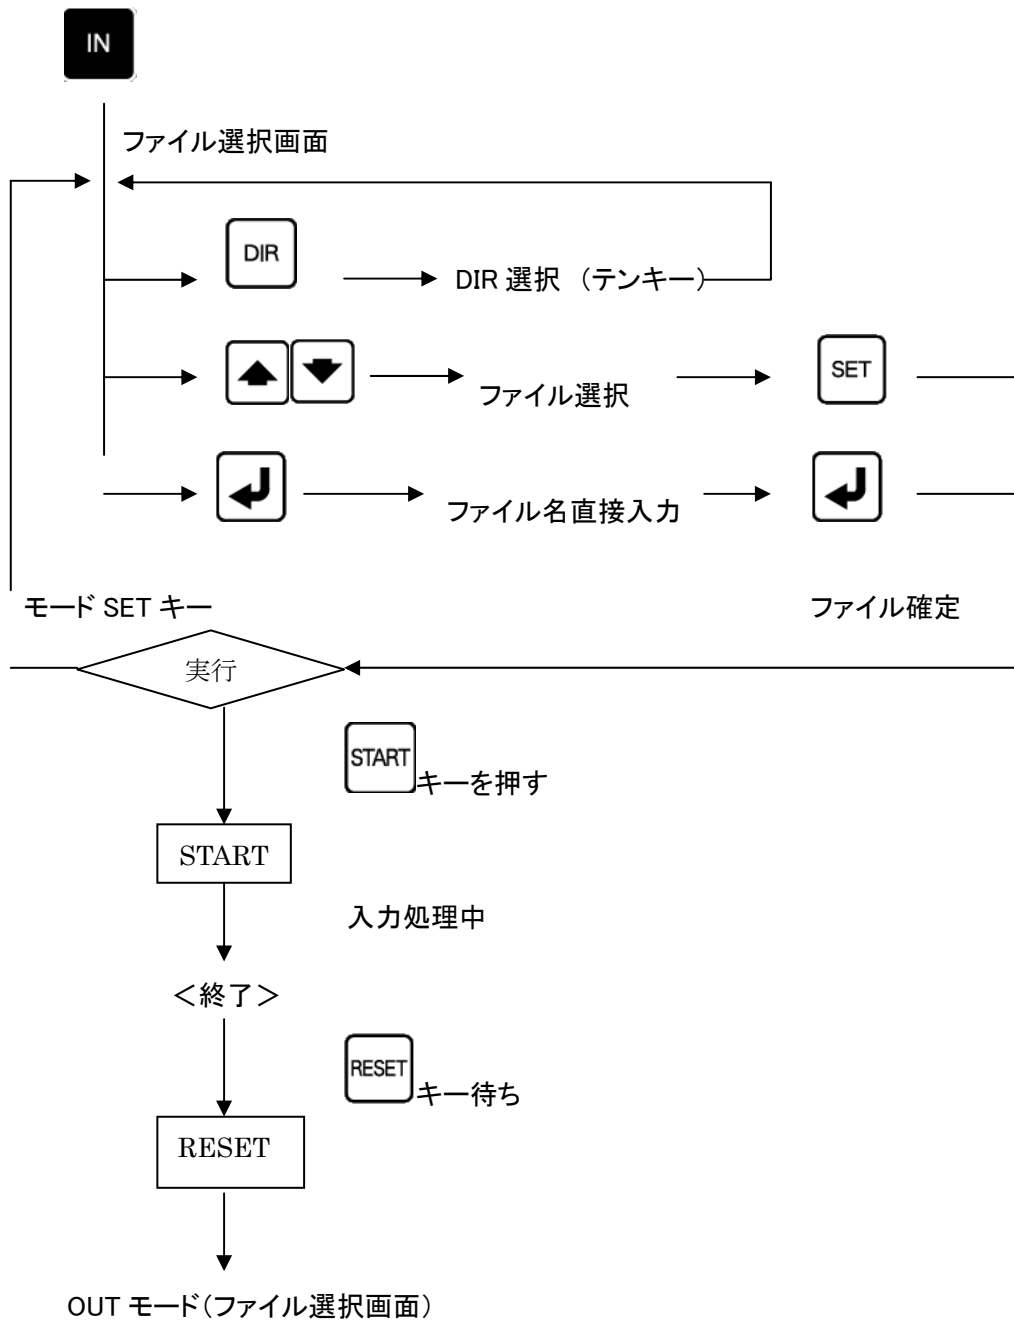 IN
ファイル選択画面
DIR
DIR 選択 （テンキー）
ファイル選択
SET
ファイル名直接入力
モード SET キー
ファイル確定
実行
START
キーを押す
START
入力処理中
＜終了＞
RESET
キー待ち
RESET
OUT モード（ファイル選択画面）